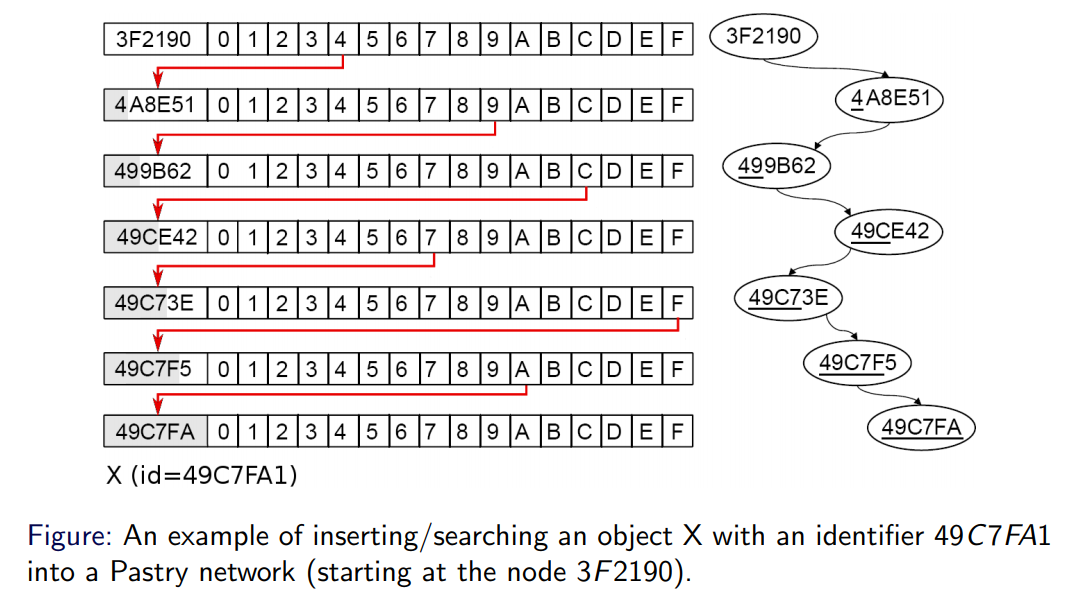 3F2190 0 1 2 3 4 5 6 7 8 9 A B C D E F 3F2190
4A8E51 0 1 2 3 4 5 6 7 8 9 A B C D E F 4A8E51
499B62 0 1 2 3 4 5 6 7 8 9 A B C D E F 499B62
49CE42 0 1 2 3 4 5 6 7 8 9 A B C D E F 49CE42
49C73E 0 1 2 3 4 5 6 7 8 9 A B C D E F 49C73E
49C7F5 0 1 2 3 4 5 6 7 8 9 A B C D E F 49C7F5
49C7FA 0 1 2 3 4 5 6 7 8 9 A B C D E F 49C7FA
X (id=49C7FA1)
Figure: An example of inserting/searching an object X with an identifier 49C7FA1
into a Pastry network (starting at the node 3F2190).